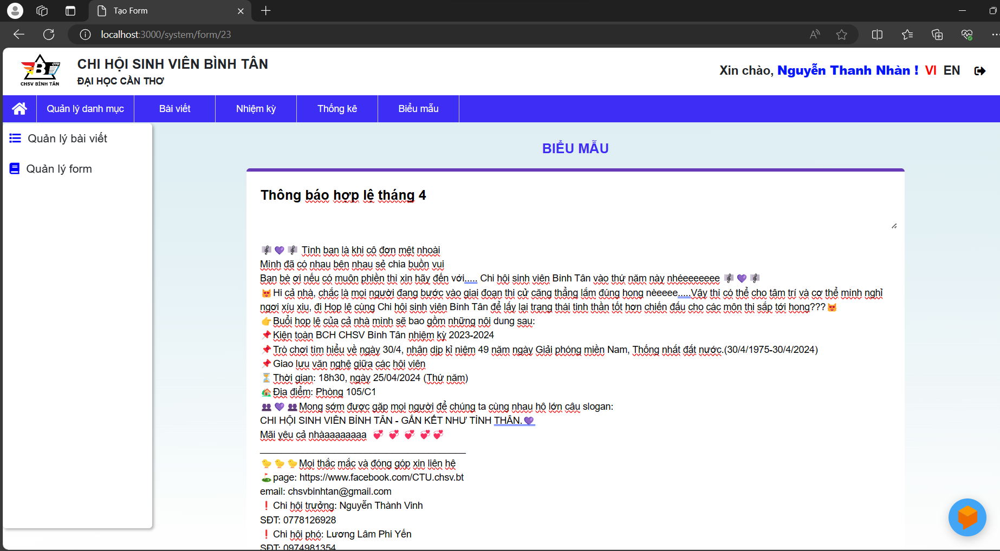 Tạo Form
localhost:3000/system/form/23
CTU
CHSV BÌNH TÂN
CHI HỘI SINH VIÊN BÌNH TÂN
ĐẠI HỌC CẦN THƠ
Xin chào, Nguyễn Thanh Nhàn ! VI EN
Quản lý danh mục
Bài viết
Nhiệm kỳ
Thống kê
Biểu mẫu
Quản lý bài viết
Quản lý form
BIỂU MẪU
Thông báo họp lệ tháng 4
🎼 💜 🎼 Tình bạn là khi cô đơn mệt nhoài
Mình đã có nhau bên nhau sẻ chia buồn vui
Bạn bè ơi nếu có muộn phiền thì xin hãy đến với..... Chi hội sinh viên Bình Tân vào thứ năm này nhéeeeeeee 🎼 💜 🎼
😻Hi cả nhà, chắc là mọi người đang bước vào giai đoạn thi cử căng thẳng lắm đúng hong nèeeee.....Vậy thì có thể cho tâm trí và cơ thể mình nghỉ
ngơi xíu xiu, đi Họp lệ cùng Chi hội sinh viên Bình Tân để lấy lại trạng thái tinh thần tốt hơn chiến đấu cho các môn thi sắp tới hong???😻
👉Buổi họp lệ của cả nhà mình sẽ bao gồm những nội dung sau:
📌Kiện toàn BCH CHSV Bình Tân nhiệm kỳ 2023-2024
📌Trò chơi tìm hiểu về ngày 30/4, nhân dịp kỉ niệm 49 năm ngày Giải phóng miền Nam, Thống nhất đất nước.(30/4/1975-30/4/2024)
📌Giao lưu văn nghệ giữa các hội viên
⏳Thời gian: 18h30, ngày 25/04/2024 (Thứ năm)
🏡Địa điểm: Phòng 105/C1
👥 💜 👥Mong sớm được gặp mọi người để chúng ta cùng nhau hô lớn câu slogan:
CHI HỘI SINH VIÊN BÌNH TÂN - GẮN KẾT NHƯ TÌNH THÂN.💜
Mãi yêu cả nhàaaaaaaaa 💞 💞 💞 💞💞
______________________________________
🐤 🐤 🐤Mọi thắc mắc và đóng góp xin liên hệ
⛳page: https://www.facebook.com/CTU.chsv.bt
email: chsvbinhtan@gmail.com
❗Chi hội trưởng: Nguyễn Thành Vinh
SĐT: 0778126928
❗Chi hội phó: Lương Lâm Phi Yến
SĐT: 0974981354